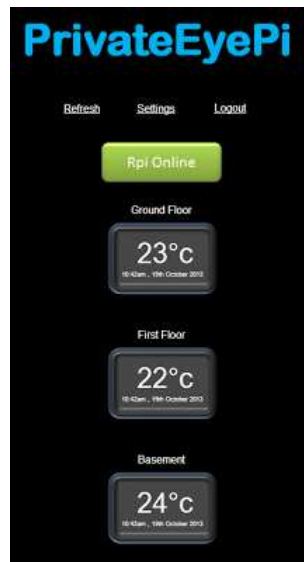 PrivateEyePi
Refresh Settings Logout
Rpi Online
Ground Floor
23°c
10:42am , 19th October 2013
First Floor
22°c
10:42am , 19th October 2013
Basement
24°c
10:42am , 19th October 2013